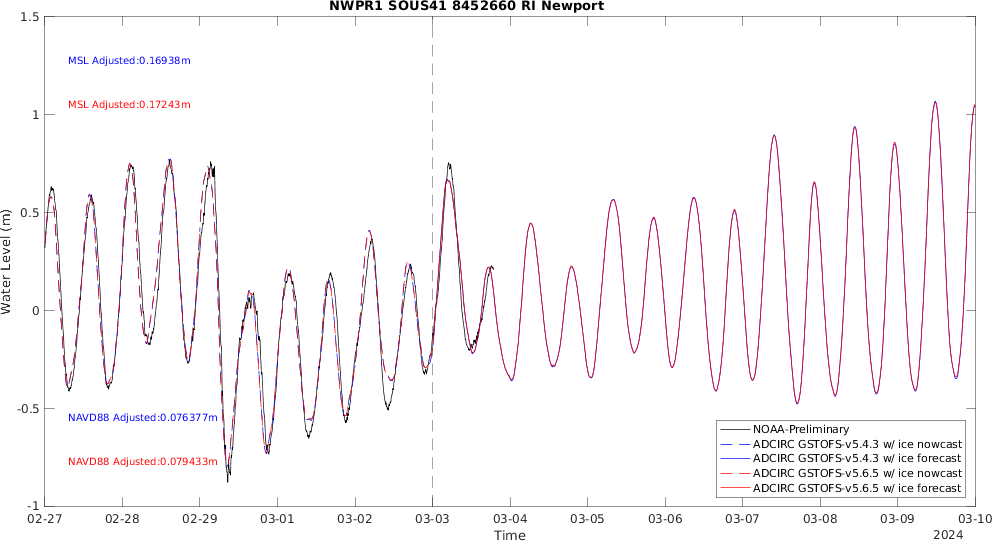 NWPR1 SOUS41 8452660 RI Newport
1.5
1
0.5
0
-0.5
-1
Water Level (m)
MSL Adjusted:0.16938m
MSL Adjusted:0.17243m
NAVD88 Adjusted:0.076377m
NAVD88 Adjusted:0.079433m
NOAA-Preliminary
ADCIRC GSTOFS-v5.4.3 w/ ice nowcast
ADCIRC GSTOFS-v5.4.3 w/ ice forecast
ADCIRC GSTOFS-v5.6.5 w/ ice nowcast
ADCIRC GSTOFS-v5.6.5 w/ ice forecast
02-27 02-28 02-29 03-01 03-02 03-03 03-04 03-05 03-06 03-07 03-08 03-09 03-10
Time
2024